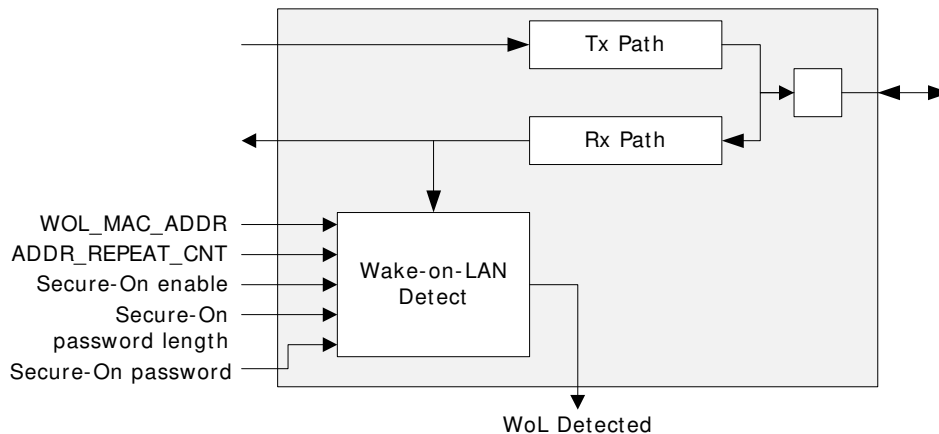 Tx Path
Rx Path
WOL_MAC_ADDR
ADDR_REPEAT_CNT
Secure-On enable
Secure-On
password length
Secure-On password
Wake-on-LAN
Detect
WoL Detected